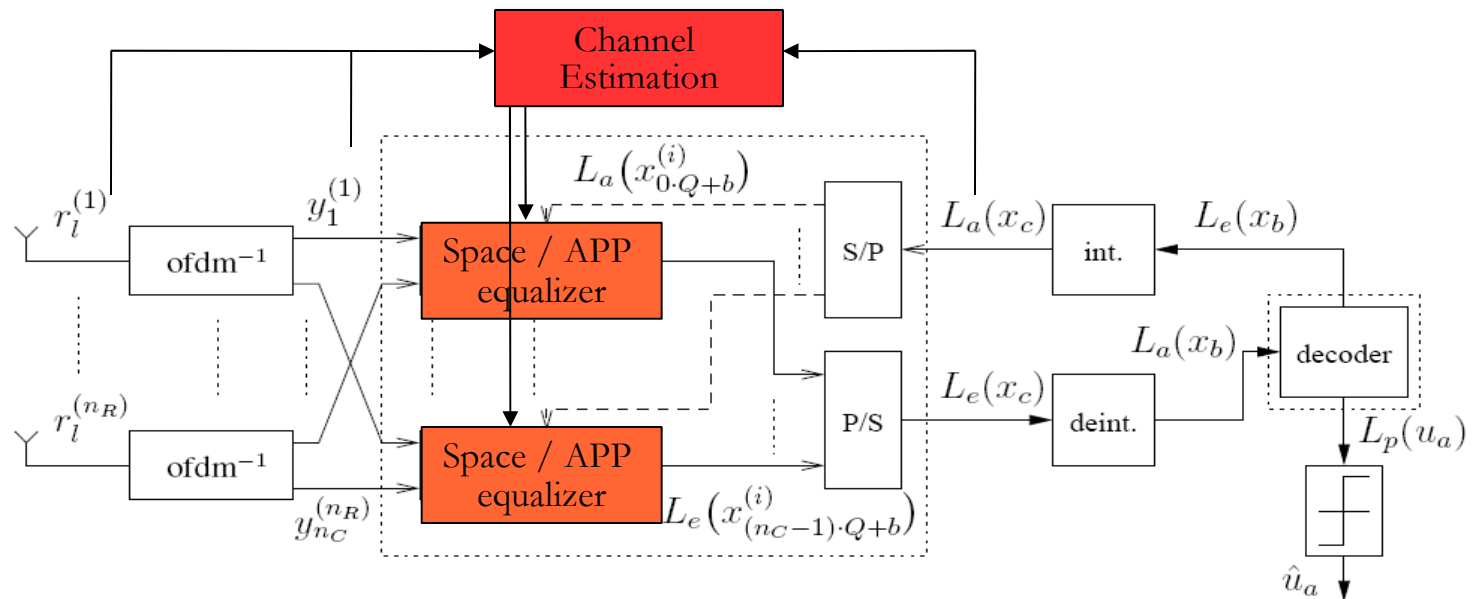 Channel
Estimation
L_a(x_{0·Q+b}^{(i)})
r_l^{(1)}
y_1^{(1)}
L_a(x_c)
L_e(x_b)
ofdm⁻¹
Space / APP
equalizer
S/P
int.
L_a(x_b)
decoder
r_l^{(n_R)}
L_e(x_c)
ofdm⁻¹
Space / APP
equalizer
P/S
deint.
L_p(u_a)
y_{n_C}^{(n_R)}
L_e(x_{(n_C−1)·Q+b}^{(i)})
û_a